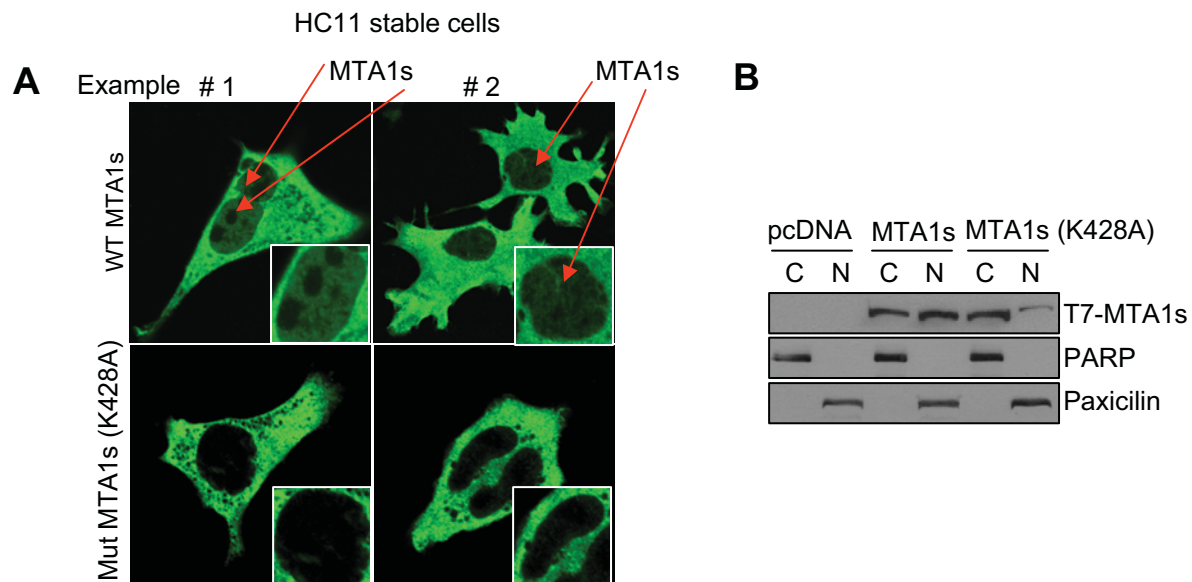 HC11 stable cells
A
MTA1s
MTA1s
Example # 1 # 2
WT MTA1s
Mut MTA1s (K428A)
B
pcDNA MTA1s MTA1s (K428A)
C N C N C N
T7-MTA1s
PARP
Paxicilin